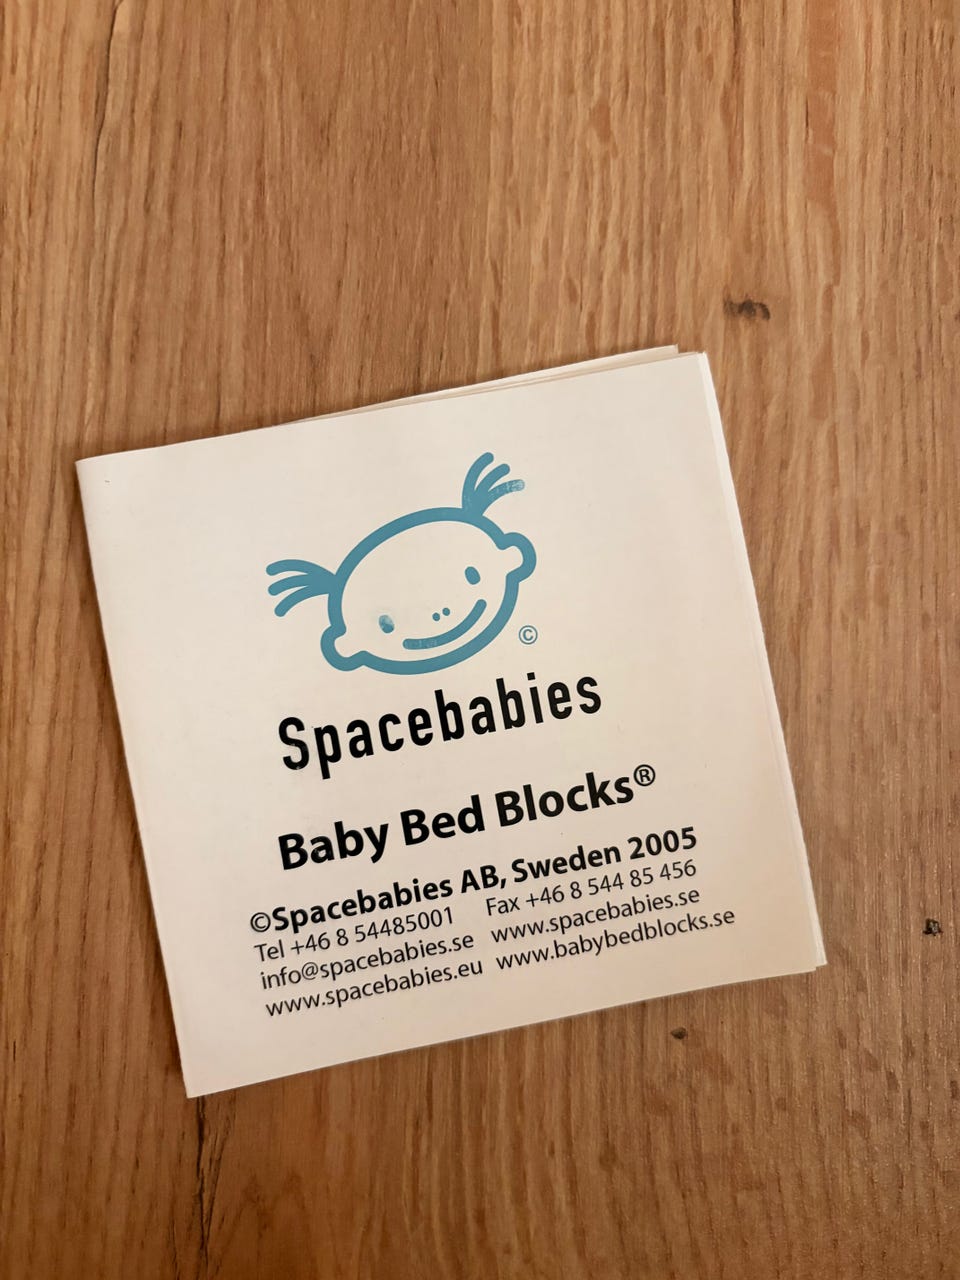 ©
Spacebabies
Baby Bed Blocks®
©Spacebabies AB, Sweden 2005
Tel +46 8 54485001 Fax +46 8 544 85 456
info@spacebabies.se www.spacebabies.se
www.spacebabies.eu www.babybedblocks.se